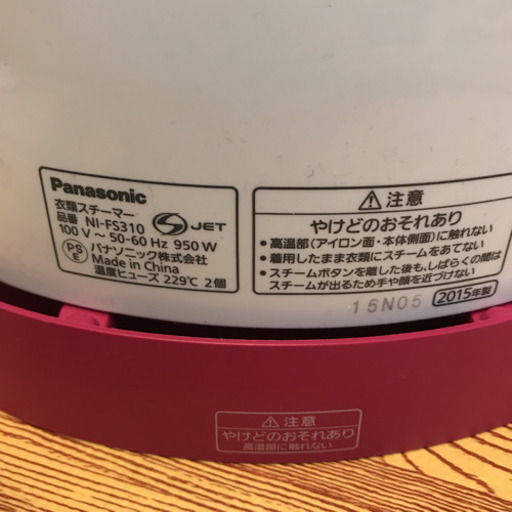 Panasonic
衣類スチーマー
品番 NI-FS310
100 V~ 50-60 Hz 950 W
パナソニック株式会社
Made in China
温度ヒューズ 229℃ 2個
PS
E
S JET
⚠ 注意
やけどのおそれあり
•高温部(アイロン面・本体側面)に触れない
•着用したまま衣類にスチームをあてない
•スチームボタンを離した後も、しばらくの間は
スチームが出るため手や顔を近づけない
15N05
2015年製
⚠ 注意
やけどのおそれあり
高温部に触れない